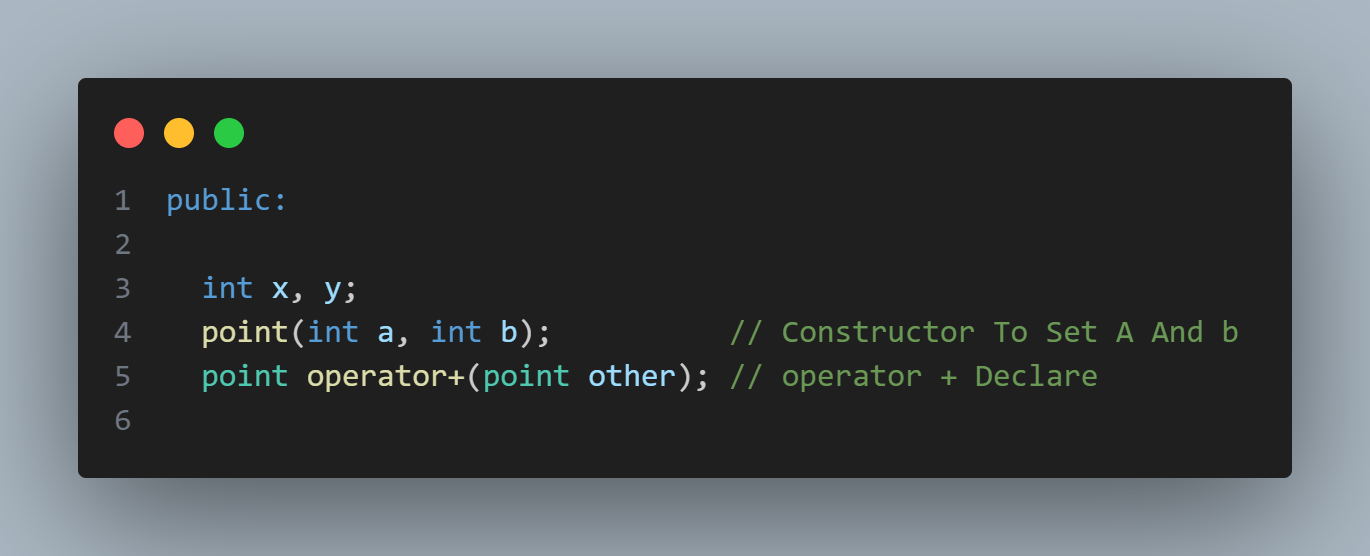 1 public:
2
3   int x, y;
4   point(int a, int b);          // Constructor To Set A And b
5   point operator+(point other); // operator + Declare
6